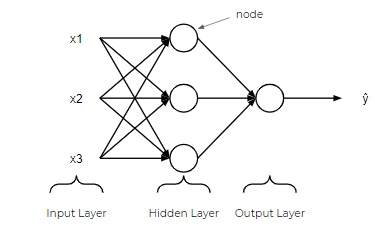 node
x1
x2
ŷ
x3
Input Layer
Hidden Layer
Output Layer